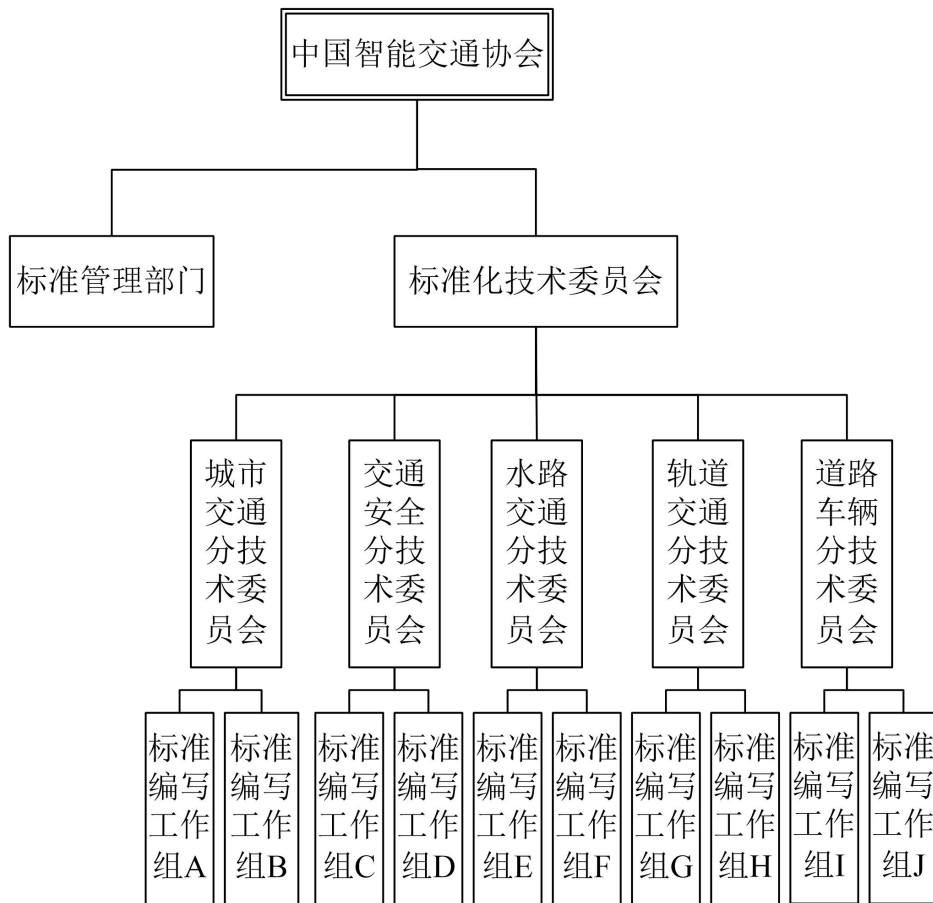 中国智能交通协会
标准管理部门
标准化技术委员会
城市
交通
分技
术委
员会
交通
安全
分技
术委
员会
水路
交通
分技
术委
员会
轨道
交通
分技
术委
员会
道路
车辆
分技
术委
员会
标准
编写
工作
组A
标准
编写
工作
组B
标准
编写
工作
组C
标准
编写
工作
组D
标准
编写
工作
组E
标准
编写
工作
组F
标准
编写
工作
组G
标准
编写
工作
组H
标准
编写
工作
组I
标准
编写
工作
组J